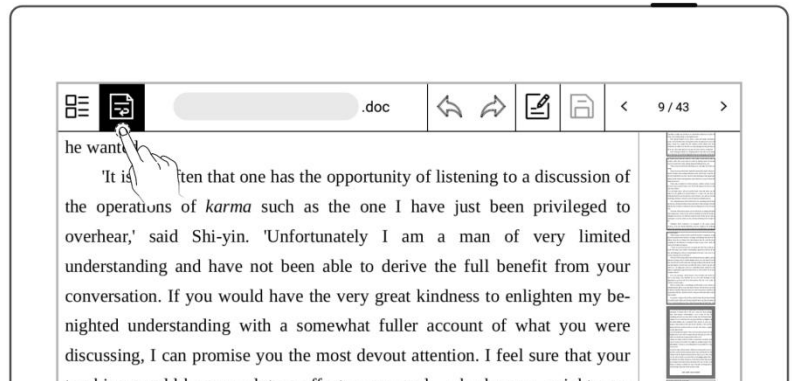 .doc
9 / 43
he
'It that one has the opportunity of listening to a discussion of
the operations of karma such as the one I have just been privileged to
overhear,' said Shi-yin. 'Unfortunately I am a man of very limited
understanding and have not been able to derive the full benefit from your
conversation. If you would have the very great kindness to enlighten my be-
nighted understanding with a somewhat fuller account of what you were
discussing, I can promise you the most devout attention. I feel sure that your